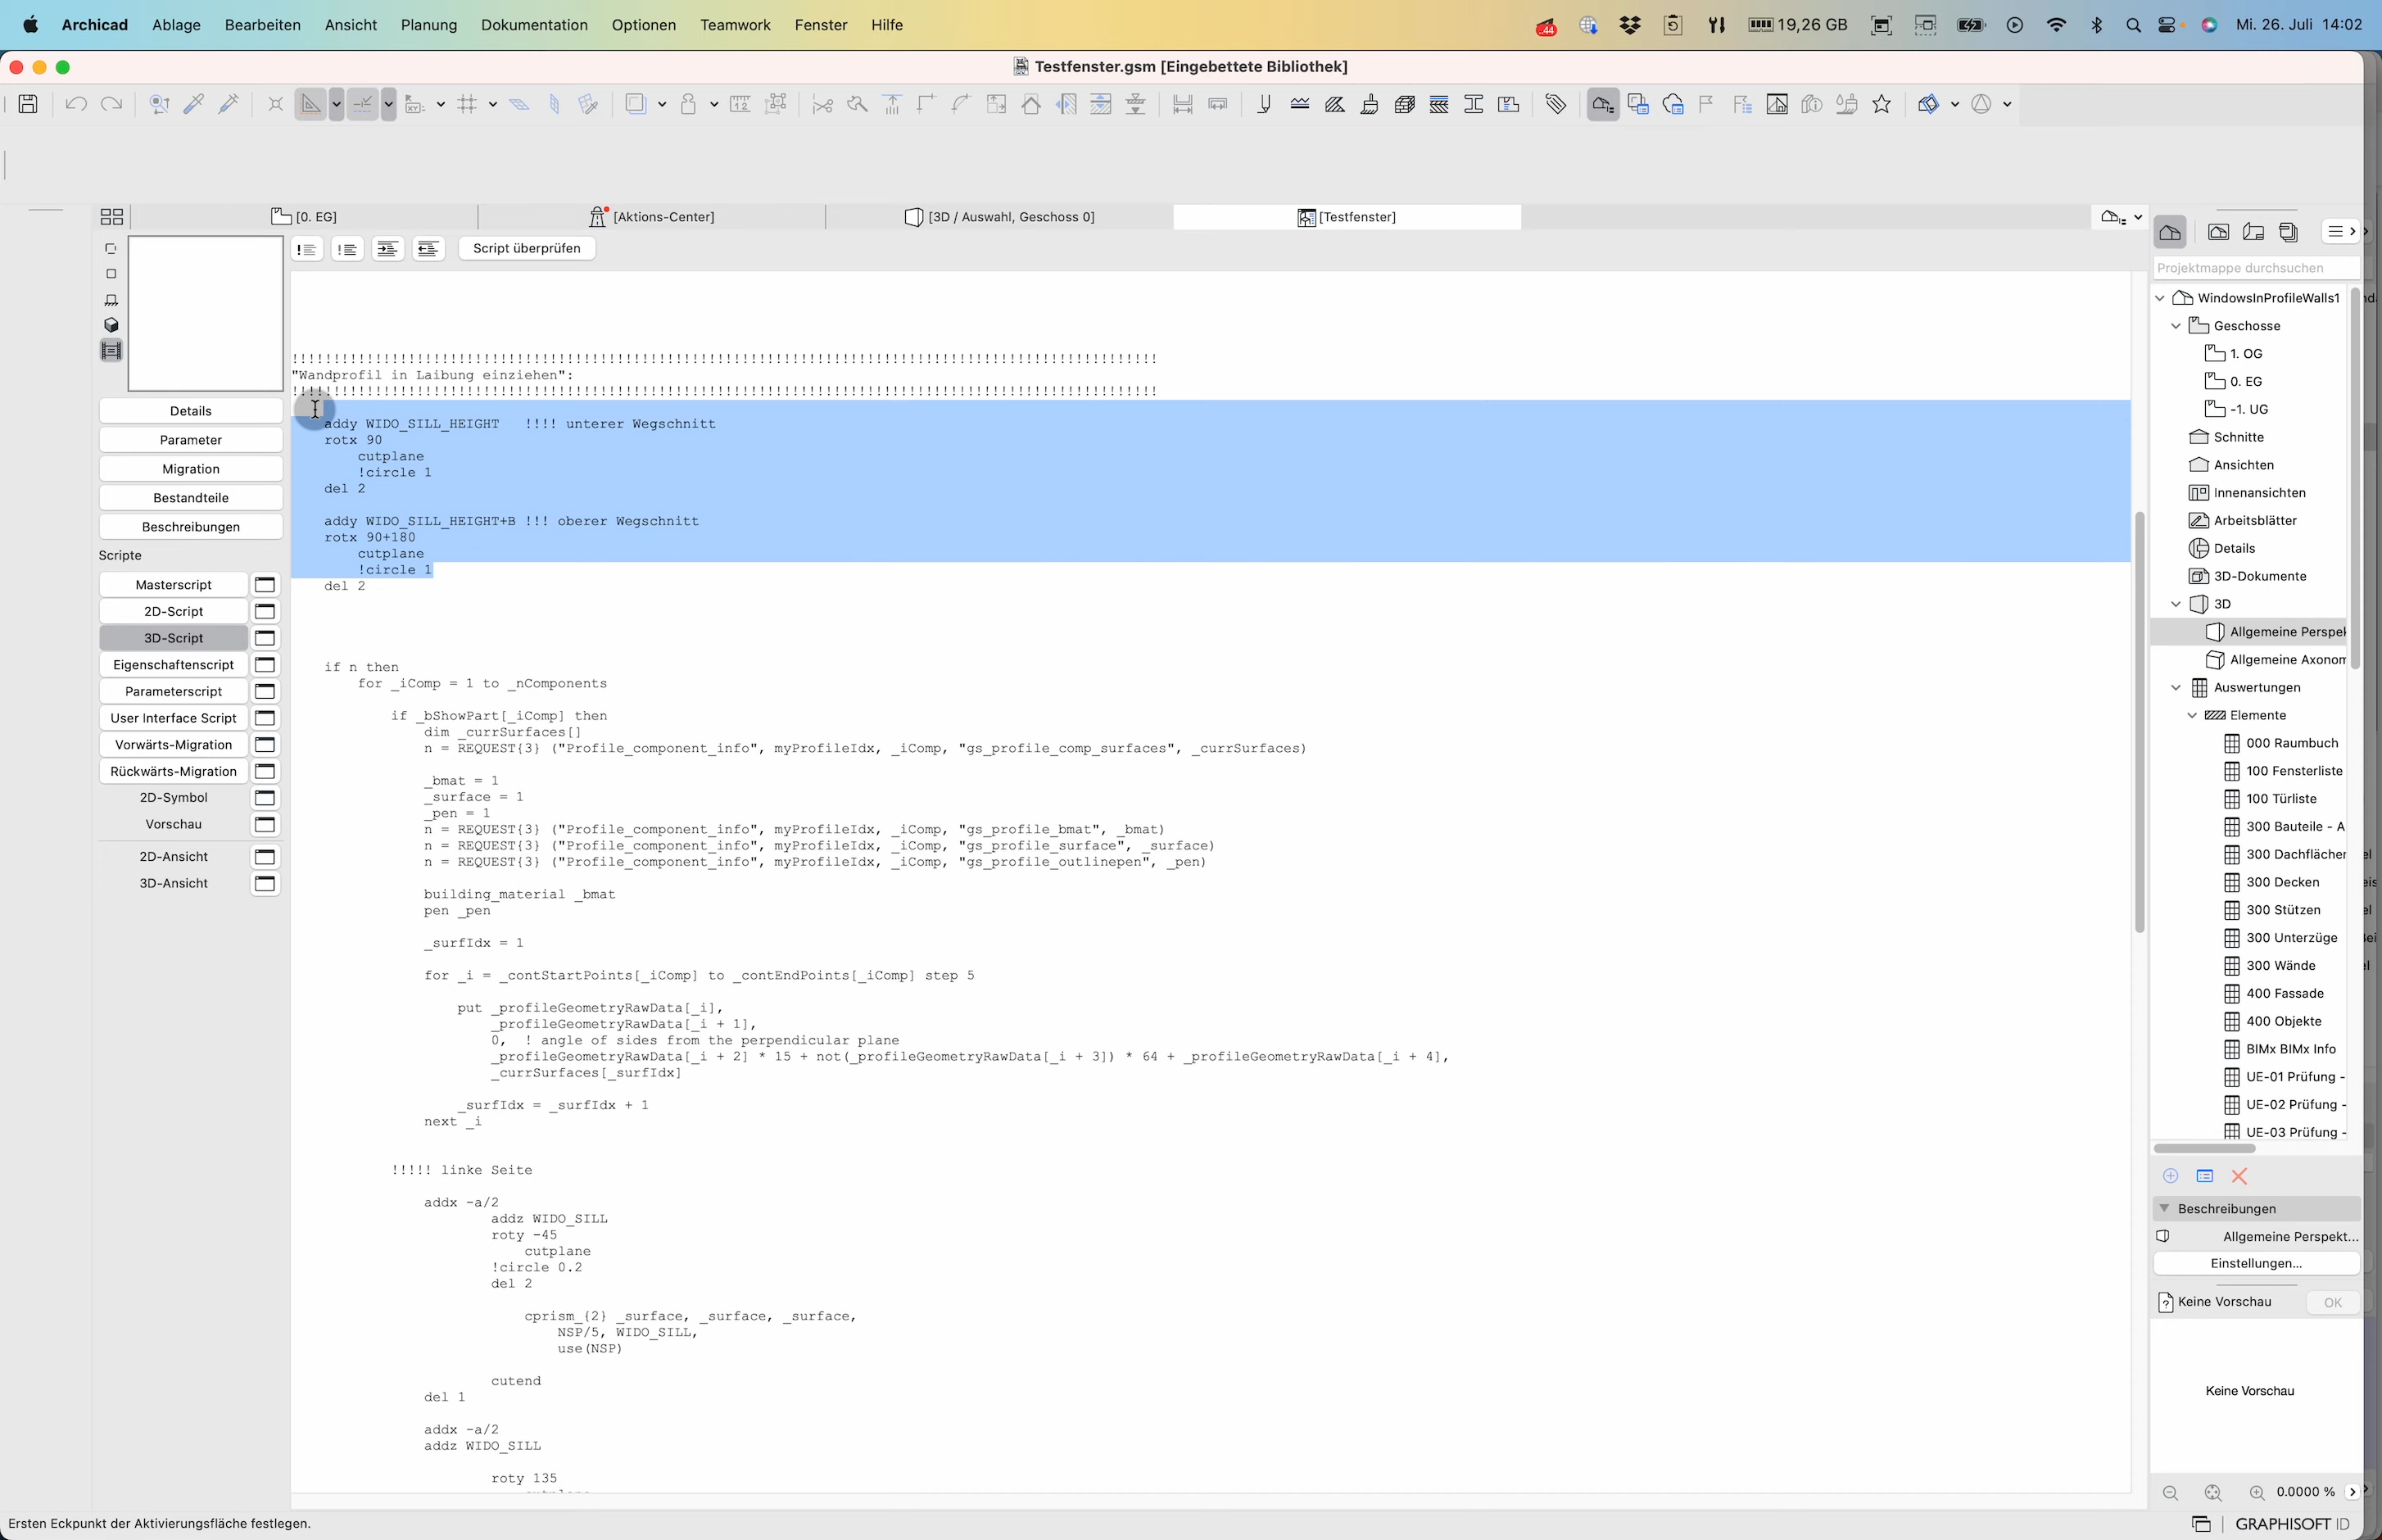 Archicad Ablage Bearbeiten Ansicht Planung Dokumentation Optionen Teamwork Fenster Hilfe 44 19,26 GB Mi. 26. Juli 14:02
Testfenster.gsm [Eingebettete Bibliothek]
[0. EG] [Aktions-Center] [3D / Auswahl, Geschoss 0] [Testfenster]
Script überprüfen
Details
Parameter
Migration
Bestandteile
Beschreibungen
Scripte
Masterscript
2D-Script
3D-Script
Eigenschaftenscript
Parameterscript
User Interface Script
Vorwärts-Migration
Rückwärts-Migration
2D-Symbol
Vorschau
2D-Ansicht
3D-Ansicht
"Wandprofil in Laibung einziehen":
addy WIDO_SILL_HEIGHT !!!! unterer Wegschnitt
rotx 90
cutplane
!circle 1
del 2
addy WIDO_SILL_HEIGHT+B !!! oberer Wegschnitt
rotx 90+180
cutplane
!circle 1
del 2
if n then
for _iComp = 1 to _nComponents
if _bShowPart[_iComp] then
dim _currSurfaces[]
n = REQUEST{3} ("Profile_component_info", myProfileIdx, _iComp, "gs_profile_comp_surfaces", _currSurfaces)
_bmat = 1
_surface = 1
_pen = 1
n = REQUEST{3} ("Profile_component_info", myProfileIdx, _iComp, "gs_profile_bmat", _bmat)
n = REQUEST{3} ("Profile_component_info", myProfileIdx, _iComp, "gs_profile_surface", _surface)
n = REQUEST{3} ("Profile_component_info", myProfileIdx, _iComp, "gs_profile_outlinepen", _pen)
building_material _bmat
pen _pen
_surfIdx = 1
for _i = _contStartPoints[_iComp] to _contEndPoints[_iComp] step 5
put _profileGeometryRawData[_i],
_profileGeometryRawData[_i + 1],
0, ! angle of sides from the perpendicular plane
_profileGeometryRawData[_i + 2] * 15 + not(_profileGeometryRawData[_i + 3]) * 64 + _profileGeometryRawData[_i + 4],
_currSurfaces[_surfIdx]
_surfIdx = _surfIdx + 1
next _i
!!!!! linke Seite
addx -a/2
addz WIDO_SILL
roty -45
cutplane
!circle 0.2
del 2
cprism_{2} _surface, _surface, _surface,
NSP/5, WIDO_SILL,
use(NSP)
cutend
del 1
addx -a/2
addz WIDO_SILL
roty 135
Projektmappe durchsuchen
WindowsInProfileWalls1
Geschosse
1. OG
0. EG
-1. UG
Schnitte
Ansichten
Innenansichten
Arbeitsblätter
Details
3D-Dokumente
3D
Allgemeine Perspek
Allgemeine Axonom
Auswertungen
Elemente
000 Raumbuch
100 Fensterliste
100 Türliste
300 Bauteile - A
300 Dachflächer
300 Decken
300 Stützen
300 Unterzüge
300 Wände
400 Fassade
400 Objekte
BIMx BIMx Info
UE-01 Prüfung -
UE-02 Prüfung -
UE-03 Prüfung -
Beschreibungen
Allgemeine Perspekt...
Einstellungen...
Keine Vorschau OK
Keine Vorschau
0.0000 %
Ersten Eckpunkt der Aktivierungsfläche festlegen.
GRAPHISOFT ID